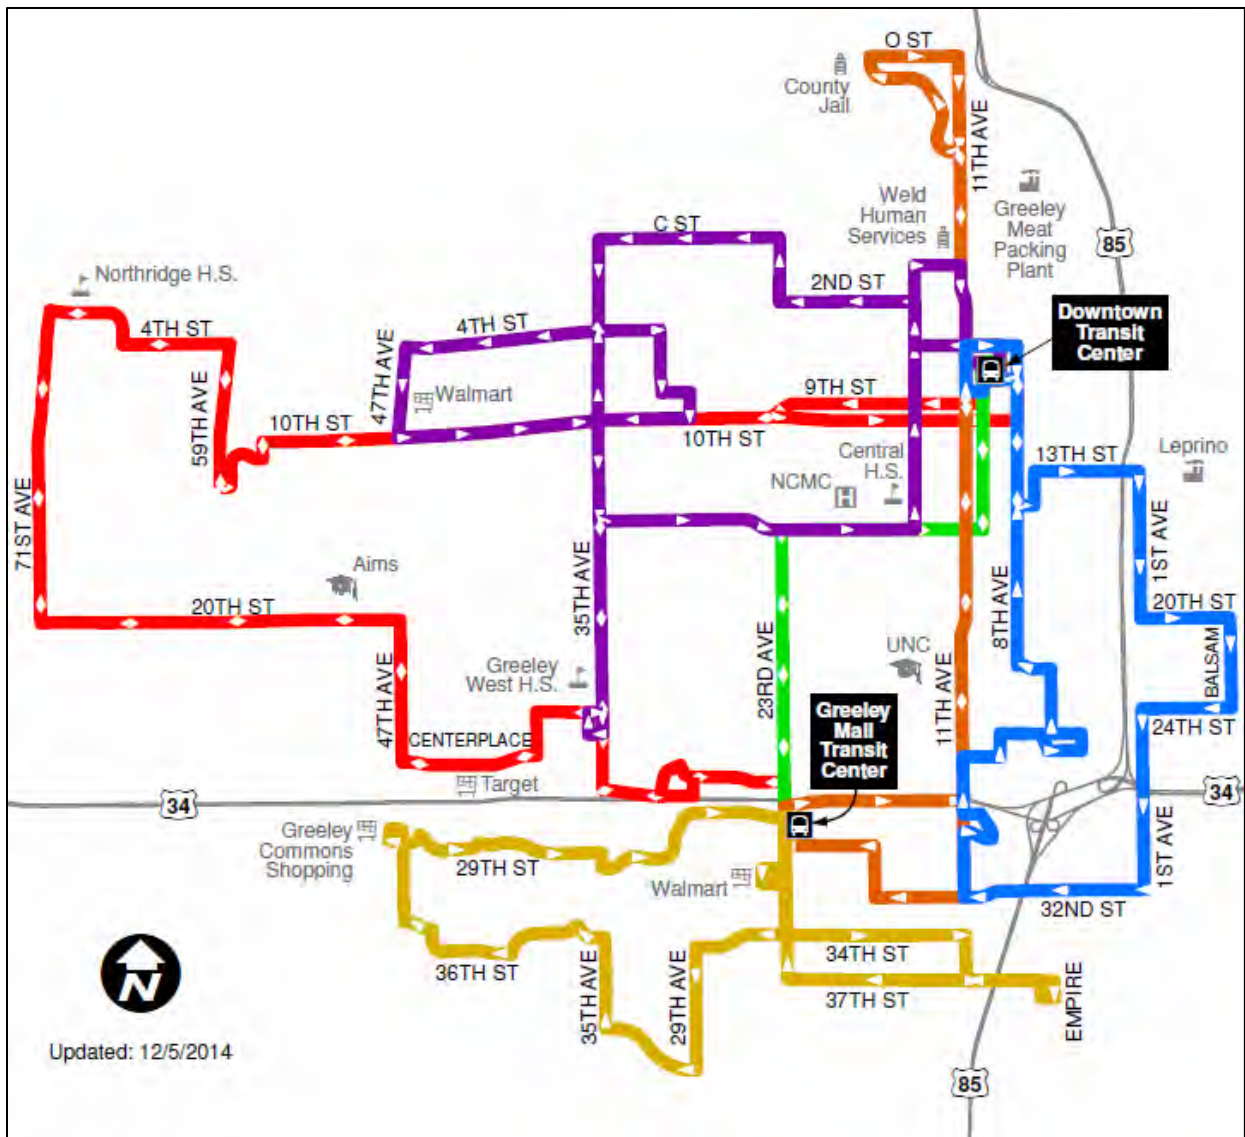 O ST
County
Jail
11TH AVE
Weld
Human
Services
Greeley
Meat
Packing
Plant
85
C ST
Northridge H.S.
2ND ST
Downtown
Transit
Center
4TH ST
4TH ST
47TH AVE
Walmart
9TH ST
59TH AVE
10TH ST
10TH ST
Central
H.S.
NCMC
13TH ST
Leprino
71ST AVE
1ST AVE
Aims
20TH ST
35TH AVE
20TH ST
8TH AVE
UNC
BALSAM
Greeley
West H.S.
23RD AVE
11TH AVE
47TH AVE
Greeley
Mall
Transit
Center
24TH ST
CENTERPLACE
Target
34
34
Greeley
Commons
Shopping
29TH ST
Walmart
1ST AVE
32ND ST
36TH ST
35TH AVE
29TH AVE
34TH ST
37TH ST
EMPIRE
N
Updated: 12/5/2014
85